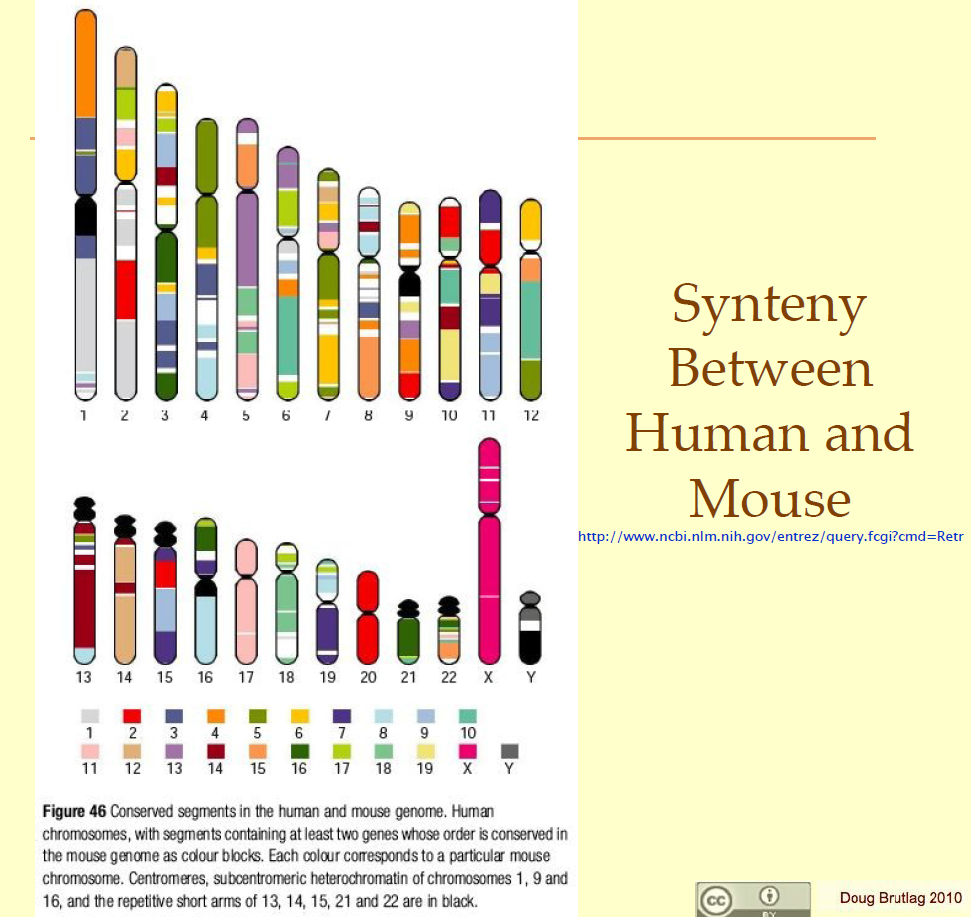 1 2 3 4 5 6 7 8 9 10 11 12
Synteny
Between
Human and
Mouse
http://www.ncbi.nlm.nih.gov/entrez/query.fcgi?cmd=Retr
13 14 15 16 17 18 19 20 21 22 X Y
1 2 3 4 5 6 7 8 9 10
11 12 13 14 15 16 17 18 19 X Y
Figure 46 Conserved segments in the human and mouse genome. Human
chromosomes, with segments containing at least two genes whose order is conserved in
the mouse genome as colour blocks. Each colour corresponds to a particular mouse
chromosome. Centromeres, subcentromeric heterochromatin of chromosomes 1, 9 and
16, and the repetitive short arms of 13, 14, 15, 21 and 22 are in black.
cc
BY
Doug Brutlag 2010